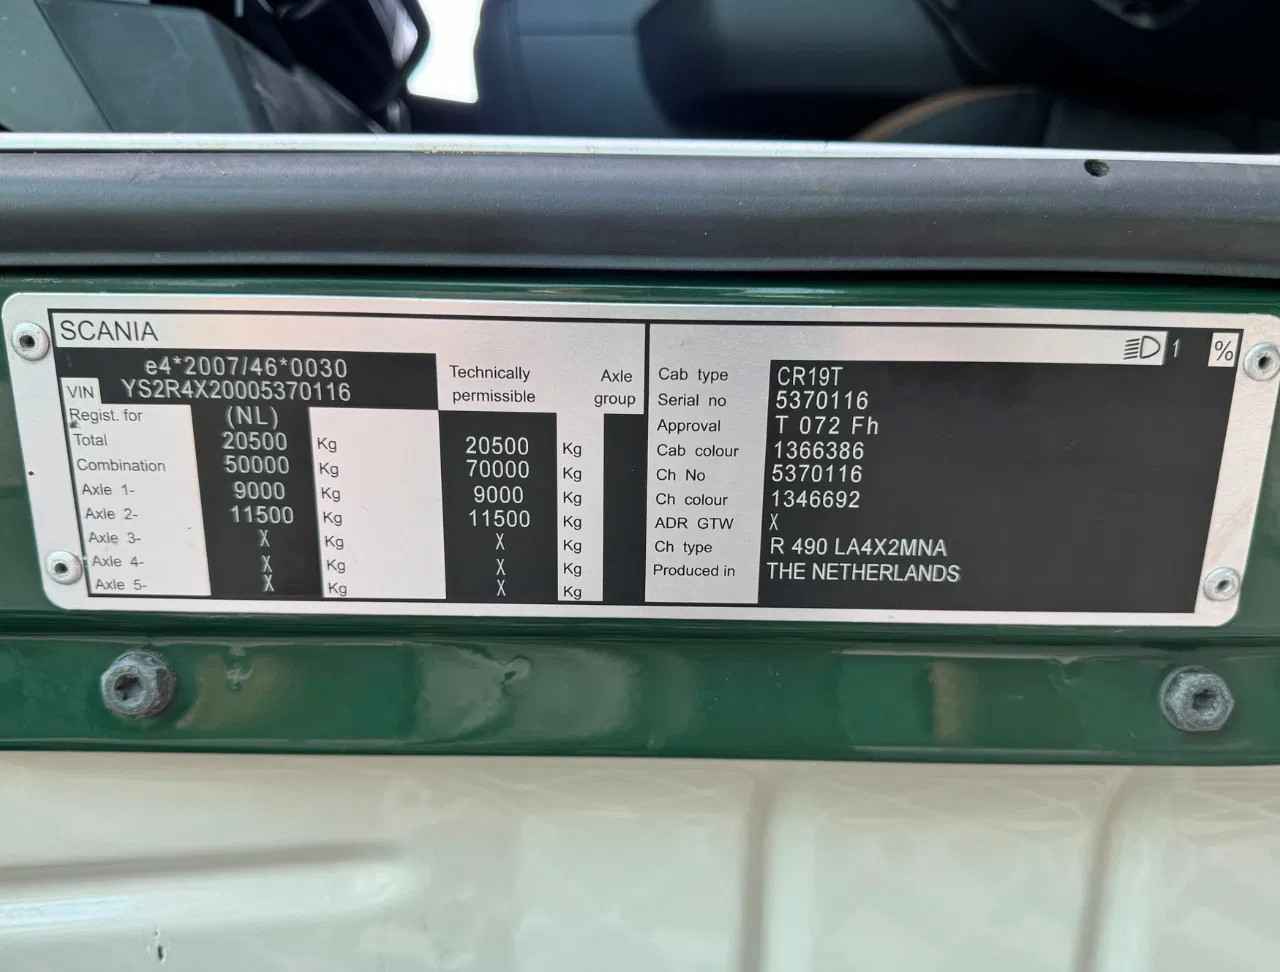 SCANIA
e4*2007/46*0030
VIN YS2R4X20005370116
Technically permissible
Axle group
Regist. for (NL)
Total 20500 Kg 20500 Kg
Combination 50000 Kg 70000 Kg
Axle 1- 9000 Kg 9000 Kg
Axle 2- 11500 Kg 11500 Kg
Axle 3- X Kg X Kg
Axle 4- X Kg X Kg
Axle 5- X Kg X Kg
1 %
Cab type CR19T
Serial no 5370116
Approval T 072 Fh
Cab colour 1366386
Ch No 5370116
Ch colour 1346692
ADR GTW X
Ch type R 490 LA4X2MNA
Produced in THE NETHERLANDS